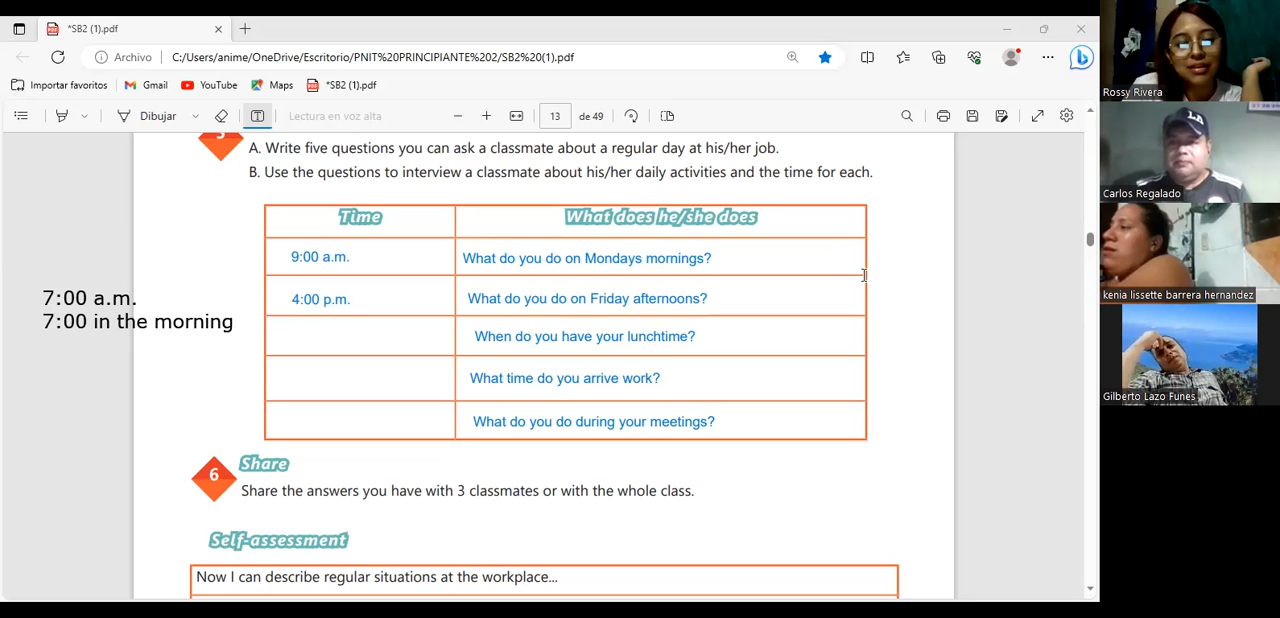 *SB2 (1).pdf
Archivo
C:/Users/anime/OneDrive/Escritorio/PNIT%20PRINCIPIANTE%202/SB2%20(1).pdf
Importar favoritos
Gmail
YouTube
Maps
*SB2 (1).pdf
Dibujar
Lectura en voz alta
13
de 49
A. Write five questions you can ask a classmate about a regular day at his/her job.
B. Use the questions to interview a classmate about his/her daily activities and the time for each.
Time
What does he/she does
9:00 a.m.
What do you do on Mondays mornings?
4:00 p.m.
What do you do on Friday afternoons?
When do you have your lunchtime?
What time do you arrive work?
What do you do during your meetings?
7:00 a.m.
7:00 in the morning
6
Share
Share the answers you have with 3 classmates or with the whole class.
Self-assessment
Now I can describe regular situations at the workplace...
Rossy Rivera
Carlos Regalado
kenia lissette barrera hernandez
Gilberto Lazo Funes